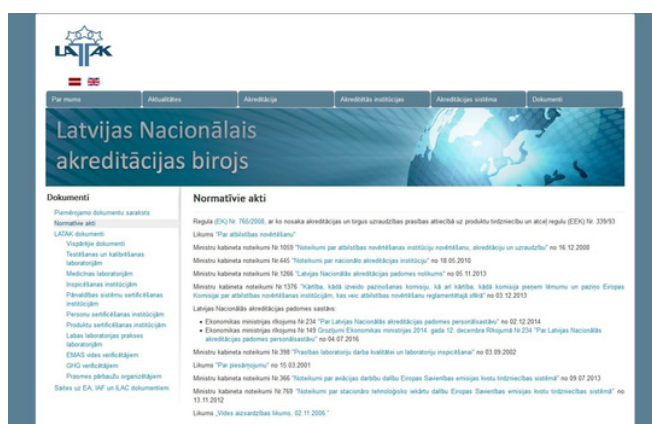 LATAK
Par mums
Aktualitātes
Akreditācija
Akreditētās institūcijas
Akreditācijas sistēma
Dokumenti
Latvijas Nacionālais
akreditācijas birojs
Dokumenti
Piemērojamo dokumentu saraksts
Normatīvie akti
LATAK dokumenti
Vispārējie dokumenti
Testēšanas un kalibrēšanas
laboratorijām
Medicīnas laboratorijām
Inspicēšanas institūcijām
Pārvaldības sistēmu sertificēšanas
institūcijām
Personu sertificēšanas institūcijām
Produktu sertificēšanas institūcijām
Labas laboratorijas prakses
laboratorijām
EMAS vides verificētājiem
GHG verificētājiem
Prasmes pārbaužu organizētājiem
Saites uz EA, IAF un ILAC dokumentiem
Normatīvie akti
Regula (EK) Nr. 765/2008, ar ko nosaka akreditācijas un tirgus uzraudzības prasības attiecībā uz produktu tirdzniecību un atceļ regulu (EEK) Nr. 339/93
Likums "Par atbilstības novērtēšanu"
Ministru kabineta noteikumi Nr.1059 "Noteikumi par atbilstības novērtēšanas institūciju novērtēšanu, akreditāciju un uzraudzību" no 16.12.2008
Ministru kabineta noteikumi Nr.445 "Noteikumi par nacionālo akreditācijas institūciju" no 18.05.2010
Ministru kabineta noteikumi Nr.1266 "Latvijas Nacionālās akreditācijas padomes nolikums" no 05.11.2013
Ministru kabineta noteikumi Nr.1376 "Kārtība, kādā izveido paziņošanas komisiju, kā arī kārtība, kādā komisija pieņem lēmumu un paziņo Eiropas
Komisijai par atbilstības novērtēšanas institūcijām, kas veic atbilstības novērtēšanu reglamentētajā sfērā" no 03.12.2013
Latvijas Nacionālās akreditācijas padomes sastāvs:
Ekonomikas ministrijas rīkojums Nr.234 "Par Latvijas Nacionālās akreditācijas padomes personālsastāvu" no 02.12.2014
Ekonomikas ministrijas rīkojums Nr.149 Grozījumi Ekonomikas ministrijas 2014. gada 12. decembra Rīkojumā Nr.234 "Par Latvijas Nacionālās
akreditācijas padomes personālsastāvu" no 04.07.2016
Ministru kabineta noteikumi Nr.398 "Prasības laboratoriju darba kvalitātei un laboratoriju inspicēšanai" no 03.09.2002
Likums "Par piesārņojumu" no 15.03.2001
Ministru kabineta noteikumi Nr.366 "Noteikumi par aviācijas darbību dalību Eiropas Savienības emisijas kvotu tirdzniecības sistēmā" no 09.07.2013
Ministru kabineta noteikumi Nr.769 "Noteikumi par stacionāro tehnoloģisko iekārtu dalību Eiropas Savienības emisijas kvotu tirdzniecības sistēmā" no
13.11.2012
Likums „Vides aizsardzības likums, 02.11.2006."